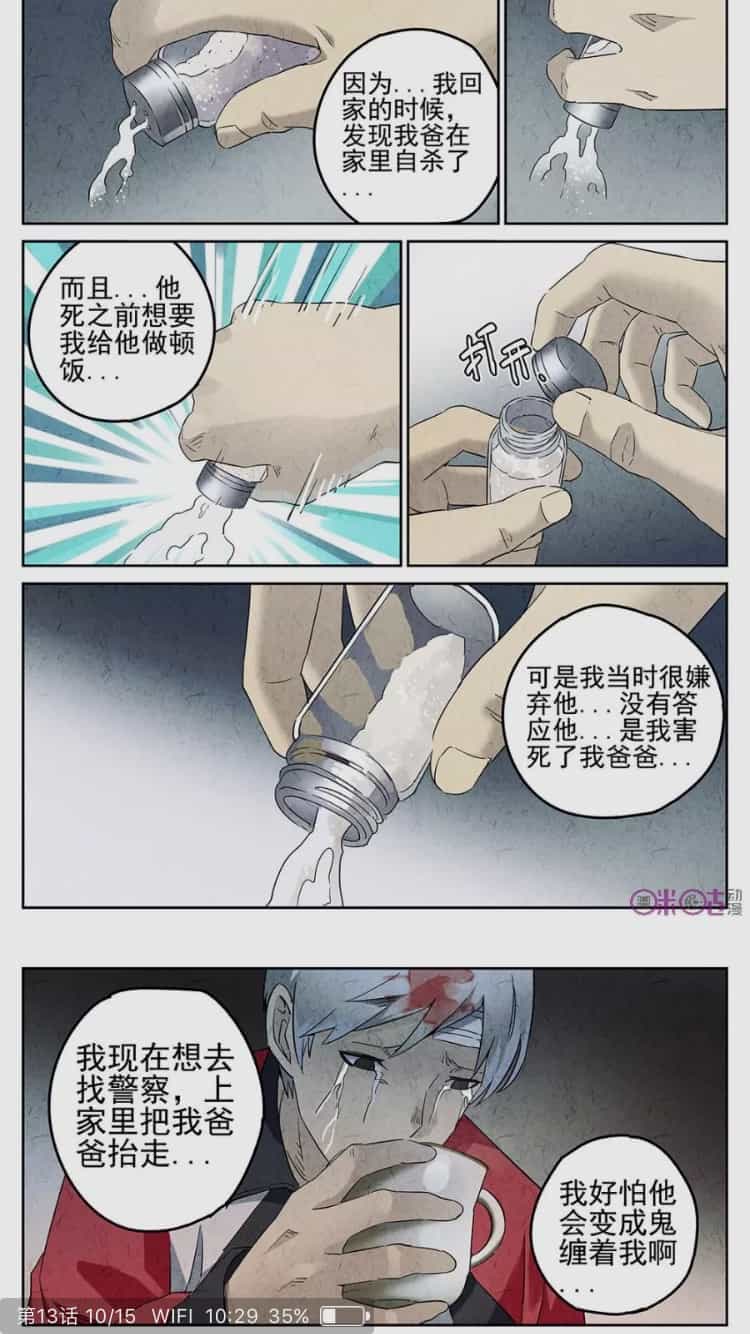 因为...我回
家的时候,
发现我爸在
家里自杀了
...
而且...他
死之前想要
我给他做顿
饭...
打开。
可是我当时很嫌
弃他...没有答
应他...是我害
死了我爸爸...
咪咕动漫
我现在想去
找警察,上
家里把我爸
爸抬走...
我好怕他
会变成鬼
缠着我啊
...
第13话 10/15 WIFI 10:29 35%